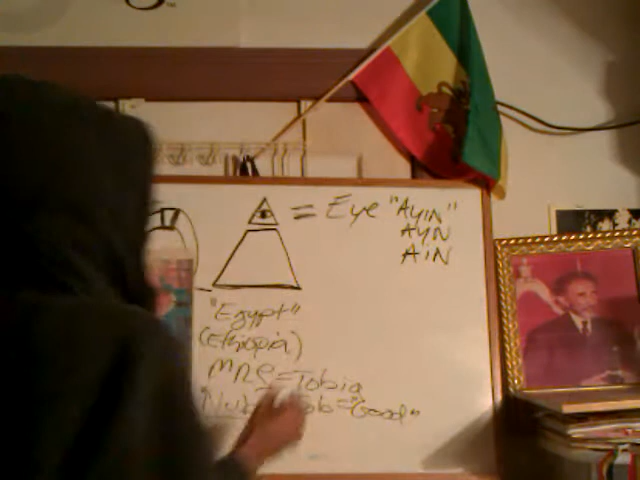 = Eye "AYIN"
AYN
AiN
"Egypt"
(Ethiopia)
= Tobia
= "Good"